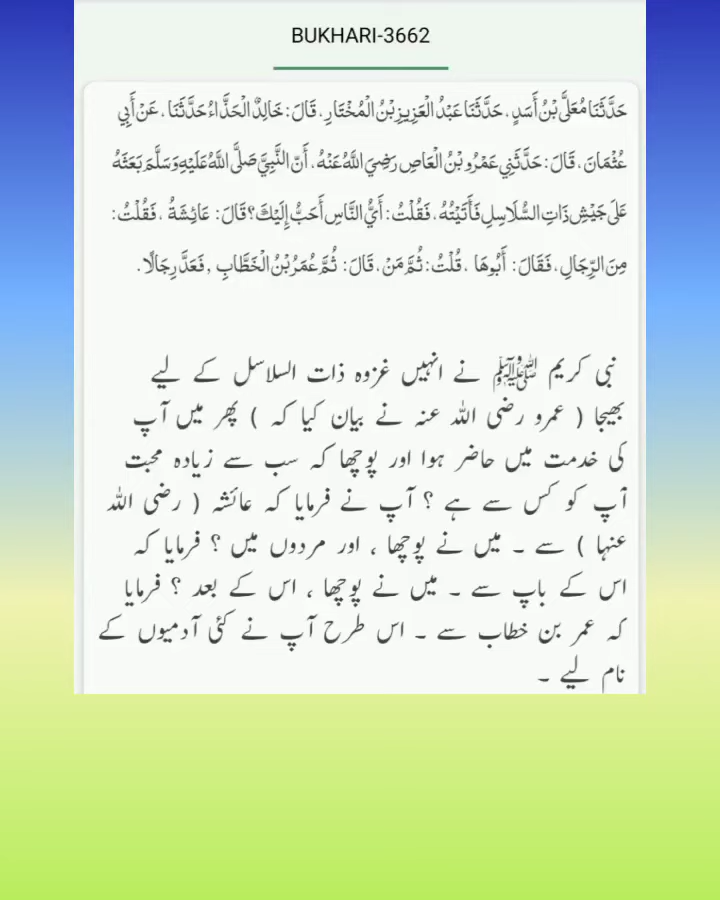 BUKHARI-3662
حَدَّثَنَا مُعَلَّى بْنُ أَسَدٍ، حَدَّثَنَا عَبْدُ الْعَزِيزِ بْنُ الْمُخْتَارِ، قَالَ: خَالِدٌ الْحَذَّاءُ حَدَّثَنَا، عَنْ أَبِي
عُثْمَانَ، قَالَ: حَدَّثَنِي عَمْرُو بْنُ الْعَاصِ رَضِيَ اللَّهُ عَنْهُ، أَنّ النَّبِيَّ صَلَّى اللَّهُ عَلَيْهِ وَسَلَّمَ بَعَثَهُ
عَلَى جَيْشِ ذَاتِ السُّلَاسِلِ فَأَتَيْتُهُ، فَقُلْتُ: أَيُّ النَّاسِ أَحَبُّ إِلَيْكَ؟ قَالَ: عَائِشَةُ ، فَقُلْتُ:
مِنَ الرِّجَالِ، فَقَالَ: أَبُوهَا ، قُلْتُ: ثُمَّ مَنْ، قَالَ: ثُمَّ عُمَرُ بْنُ الْخَطَّابِ , فَعَدَّ رِجَالًا.
نبی کریم ﷺ نے انہیں غزوہ ذات السلاسل کے لیے
بھیجا ( عمرو رضی اللہ عنہ نے بیان کیا کہ ) پھر میں آپ
کی خدمت میں حاضر ہوا اور پوچھا کہ سب سے زیادہ محبت
آپ کو کس سے ہے ؟ آپ نے فرمایا کہ عائشہ ( رضی اللہ
عنہا ) سے ۔ میں نے پوچھا ، اور مردوں میں ؟ فرمایا کہ
اس کے باپ سے ۔ میں نے پوچھا ، اس کے بعد ؟ فرمایا
کہ عمر بن خطاب سے ۔ اس طرح آپ نے کئی آدمیوں کے
نام لیے ۔